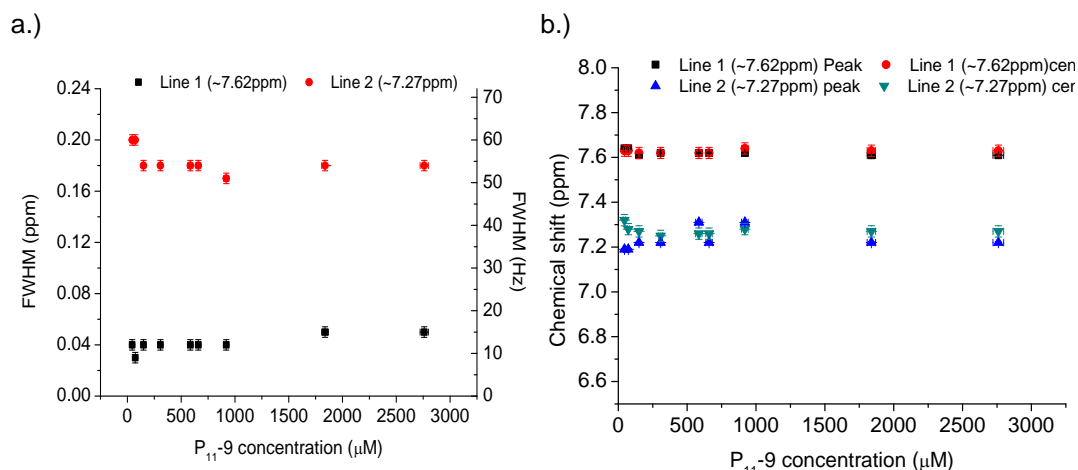 a.)
Line 1 (~7.62ppm) Line 2 (~7.27ppm)
0.24
0.20
0.16
0.12
0.08
0.04
0.00
FWHM (ppm)
70
60
50
40
30
20
10
0
FWHM (Hz)
0 500 1000 1500 2000 2500 3000
P₁₁-9 concentration (μM)
b.)
Line 1 (~7.62ppm) Peak Line 1 (~7.62ppm)cen
Line 2 (~7.27ppm) peak Line 2 (~7.27ppm) cer
8.0
7.8
7.6
7.4
7.2
7.0
6.8
6.6
Chemical shift (ppm)
0 500 1000 1500 2000 2500 3000
P₁₁-9 concentration (μM)